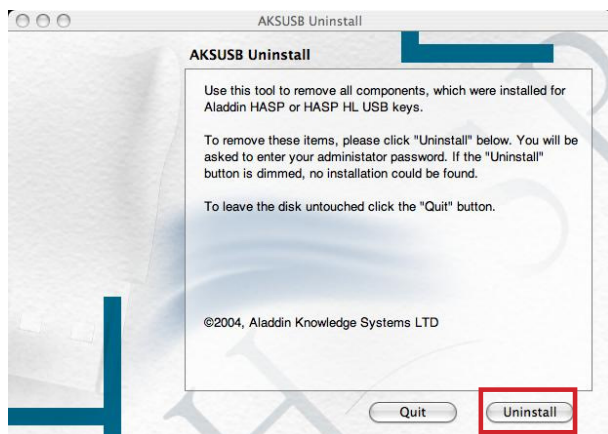 AKSUSB Uninstall
AKSUSB Uninstall
Use this tool to remove all components, which were installed for
Aladdin HASP or HASP HL USB keys.
To remove these items, please click "Uninstall" below. You will be
asked to enter your administator password. If the "Uninstall"
button is dimmed, no installation could be found.
To leave the disk untouched click the "Quit" button.
©2004, Aladdin Knowledge Systems LTD
Quit
Uninstall